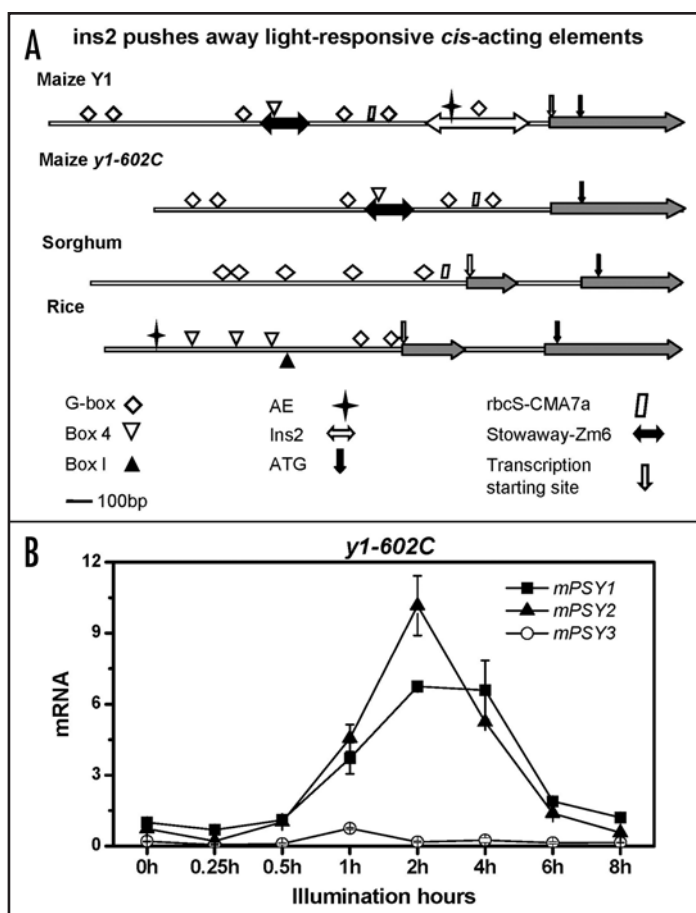 A
ins2 pushes away light-responsive cis-acting elements
Maize Y1
Maize y1-602C
Sorghum
Rice
G-box
AE
rbcS-CMA7a
Box 4
Ins2
Stowaway-Zm6
Box I
ATG
Transcription
starting site
100bp
B
y1-602C
12
9
6
3
0
mRNA
mPSY1
mPSY2
mPSY3
0h 0.25h 0.5h 1h 2h 4h 6h 8h
Illumination hours